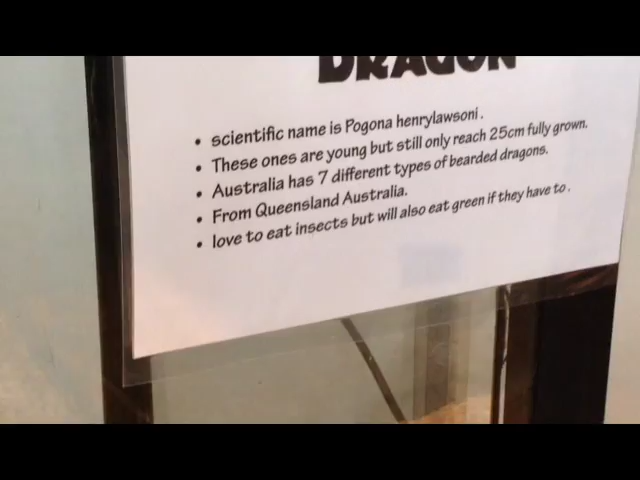 DRAGON
• scientific name is Pogona henrylawsoni .
• These ones are young but still only reach 25cm fully grown.
• Australia has 7 different types of bearded dragons.
• From Queensland Australia.
• love to eat insects but will also eat green if they have to .